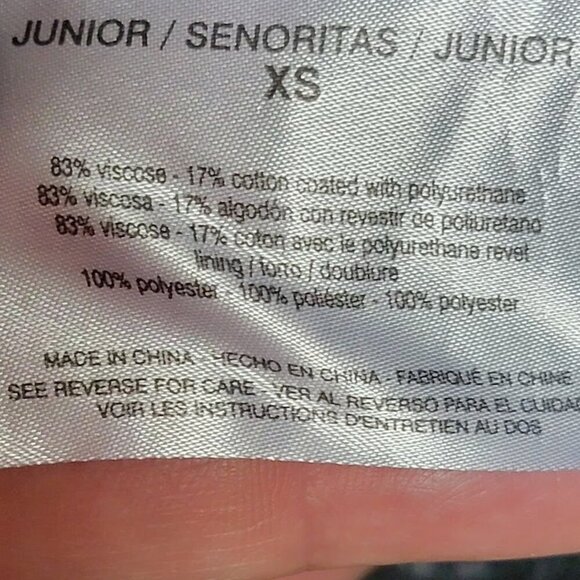 JUNIOR / SENORITAS / JUNIOR
XS
83% viscose - 17% cotton coated with polyurethane
83% viscosa - 17% algodón con revestir de poliuretano
83% viscose - 17% coton avec le polyurethane revet
lining / forro / doublure
100% polyester - 100% poliéster - 100% polyester
MADE IN CHINA - HECHO EN CHINA - FABRIQUÉ EN CHINE
SEE REVERSE FOR CARE - VER AL REVERSO PARA EL CUIDA
VOIR LES INSTRUCTIONS D'ENTRETIEN AU DOS